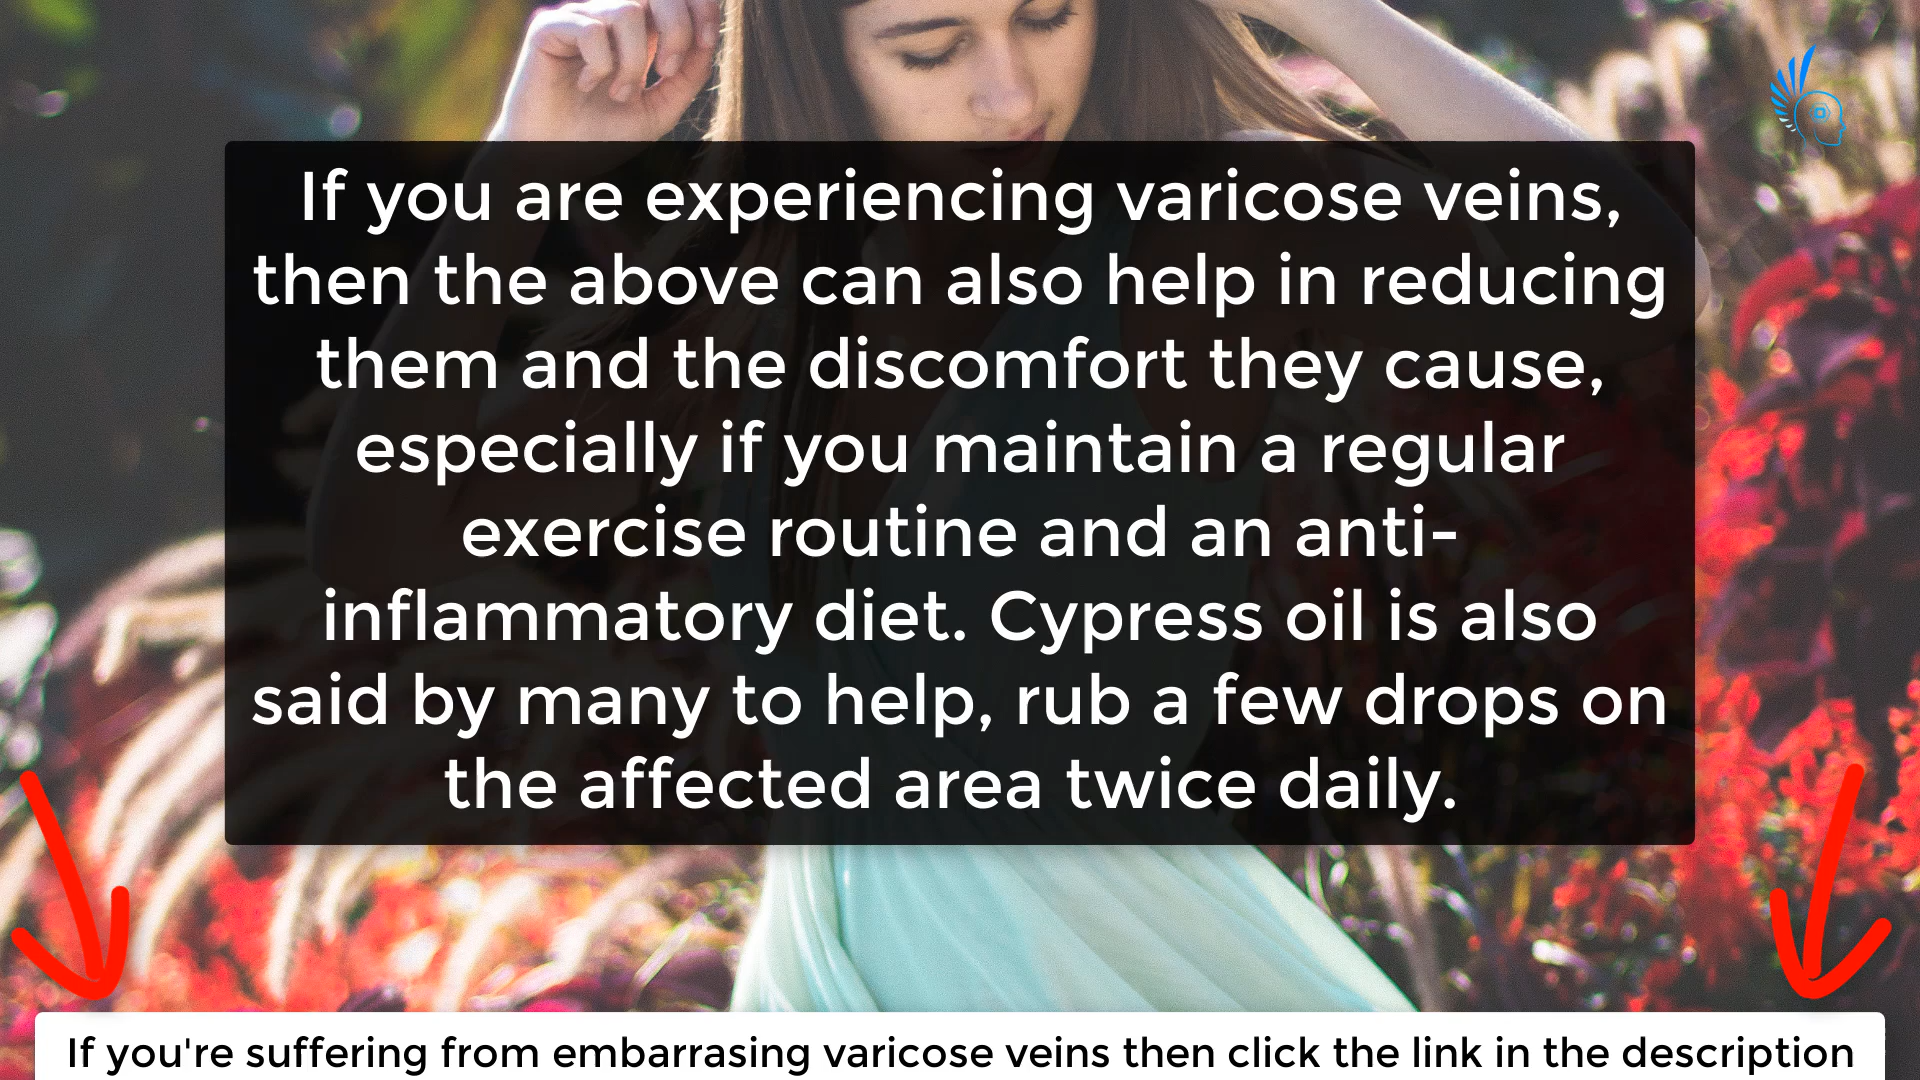 If you are experiencing varicose veins,
then the above can also help in reducing
them and the discomfort they cause,
especially if you maintain a regular
exercise routine and an anti-
inflammatory diet. Cypress oil is also
said by many to help, rub a few drops on
the affected area twice daily.
If you're suffering from embarrasing varicose veins then click the link in the description